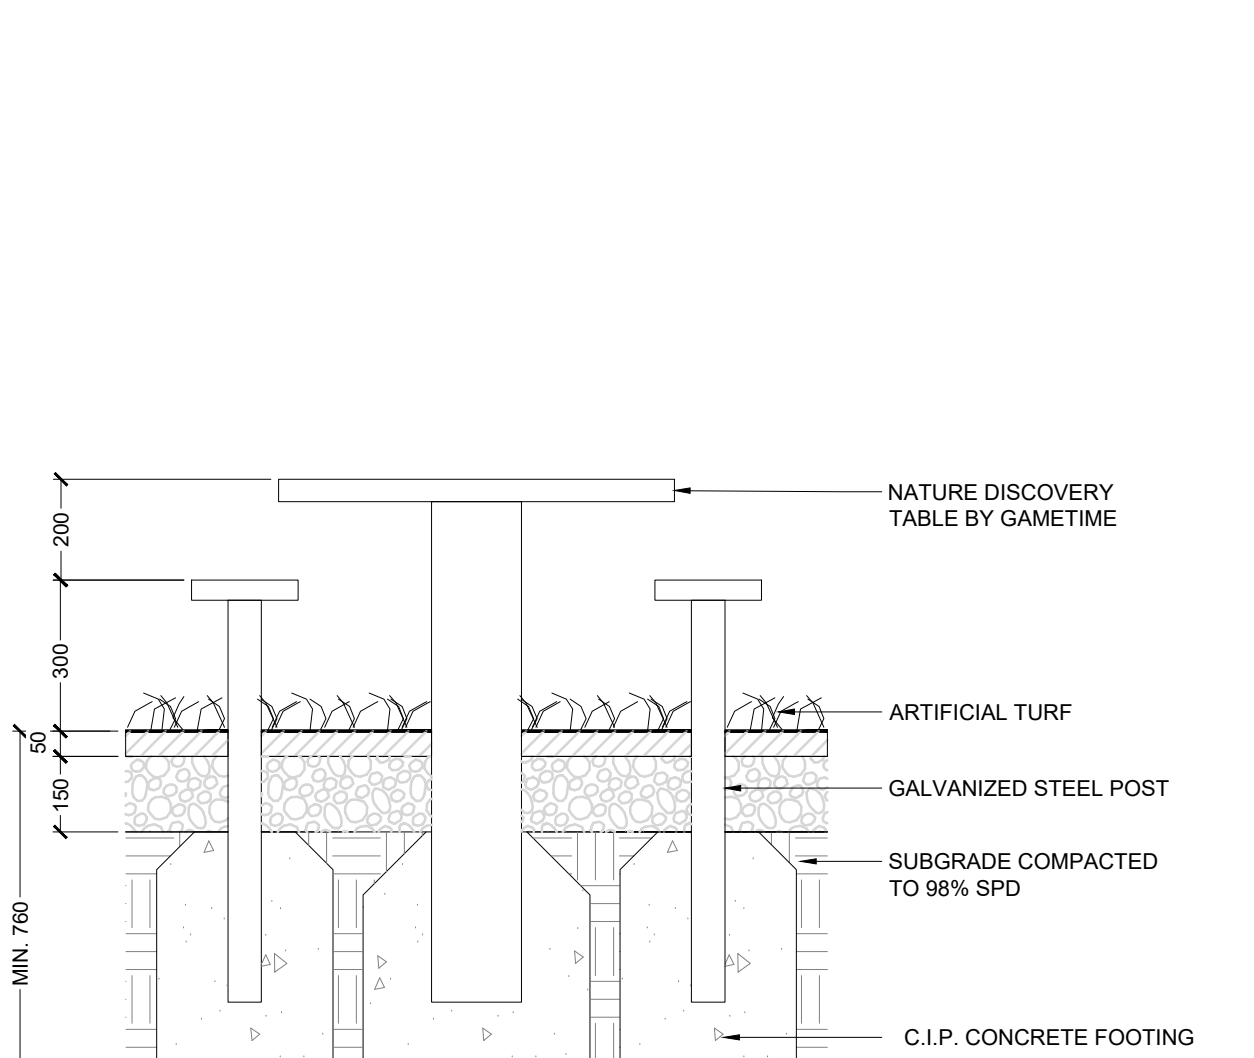 200
NATURE DISCOVERY
TABLE BY GAMETIME
300
ARTIFICIAL TURF
50
150
GALVANIZED STEEL POST
SUBGRADE COMPACTED
TO 98% SPD
MIN. 760
C.I.P. CONCRETE FOOTING